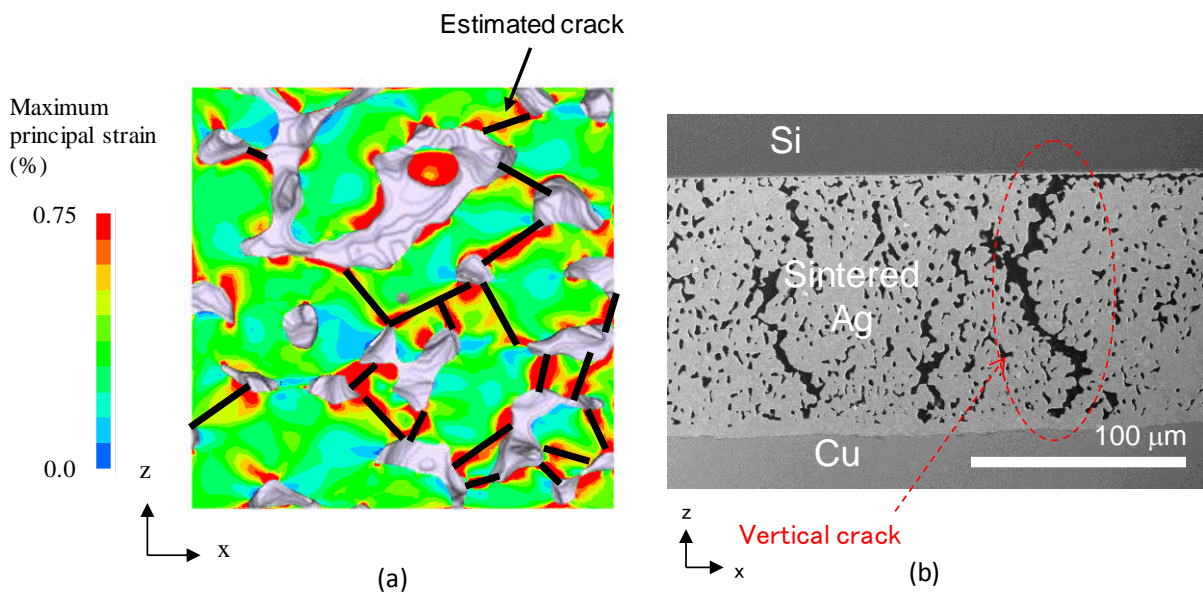 Estimated crack
Maximum
principal strain
(%)
0.75
0.0
z
x
(a)
Si
Sintered
Ag
Cu
100 μm
Vertical crack
z
x
(b)